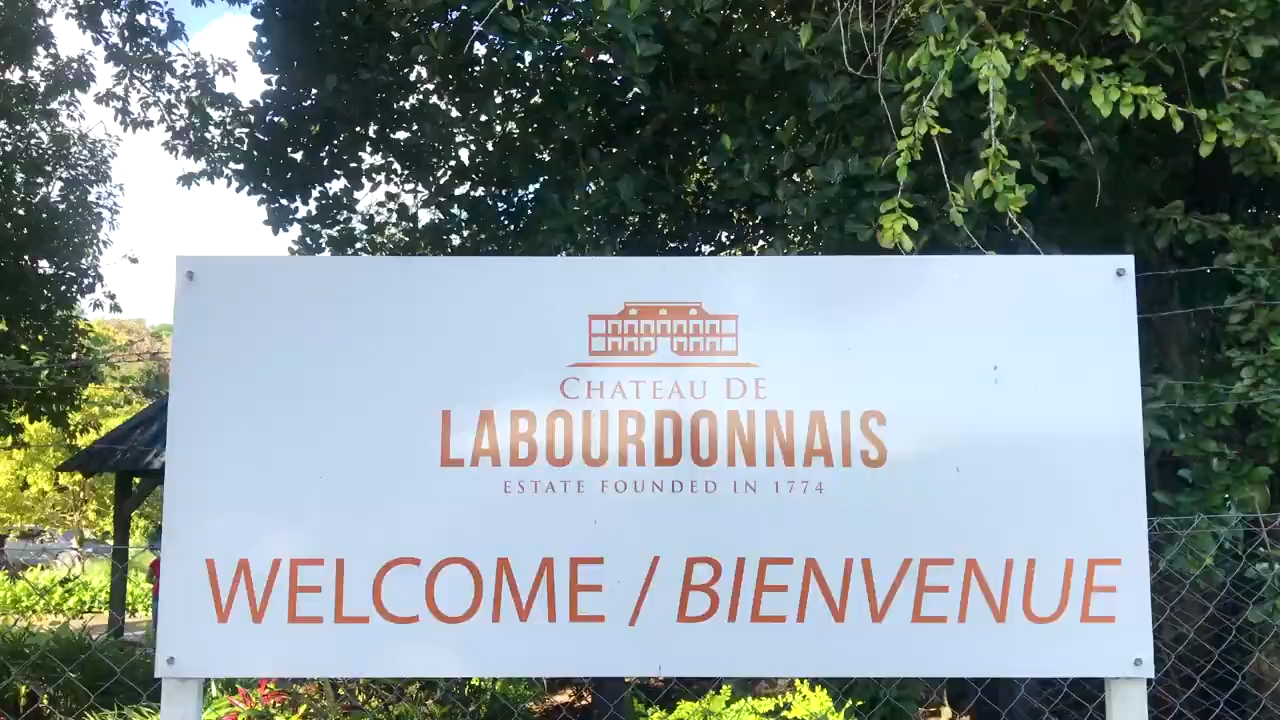 CHATEAU DE
LABOURDONNAIS
ESTATE FOUNDED IN 1774
WELCOME / BIENVENUE